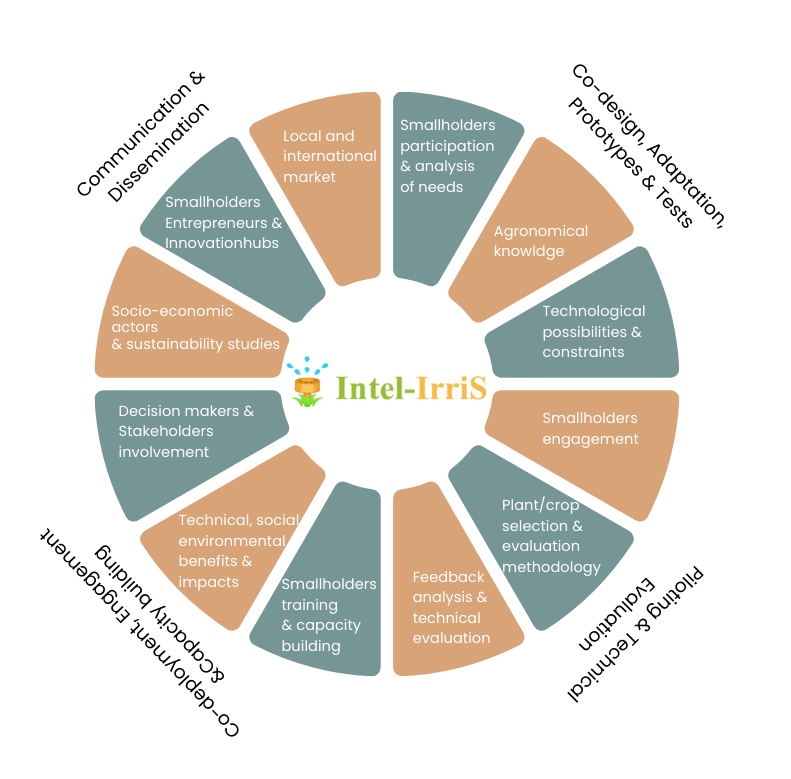 Communication &
Dissemination
Co-design, Adaptation,
Prototypes & Tests
Local and
international
market
Smallholders
participation
& analysis
of needs
Smallholders
Entrepreneurs &
Innovationhubs
Agronomical
knowldge
Socio-economic
actors
& sustainability studies
Technological
possibilities &
constraints
Intel-IrriS
Decision makers &
Stakeholders
involvement
Smallholders
engagement
Technical, social
environmental
benefits &
impacts
Plant/crop
selection &
evaluation
methodology
Smallholders
training
& capacity
building
Feedback
analysis &
technical
evaluation
Co-deployment, Engagement
&Capacity building
Piloting & Technical
Evaluation